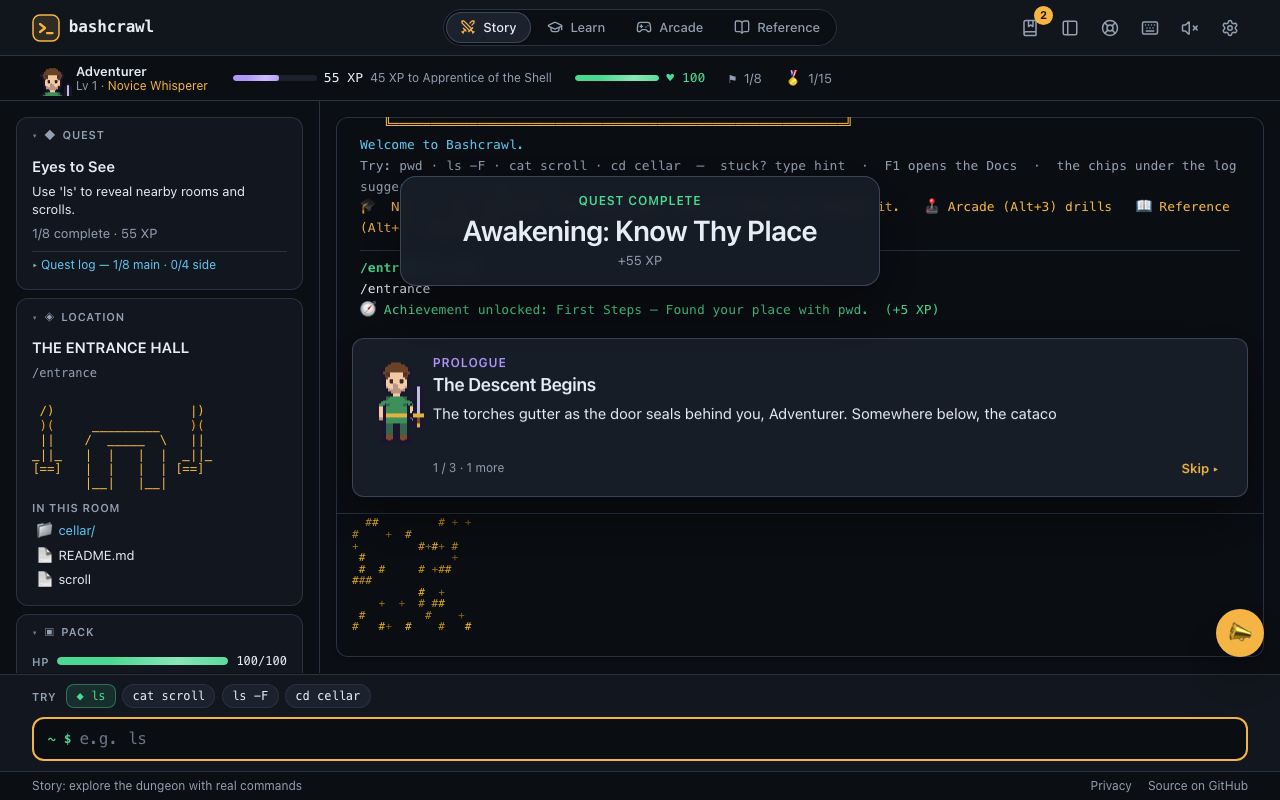 bashcrawl
Story
Learn
Arcade
Reference
2
Adventurer
Lv 1 · Novice Whisperer
55 XP 45 XP to Apprentice of the Shell
♥ 100
1/8
1/15
QUEST
Eyes to See
Use 'ls' to reveal nearby rooms and
scrolls.
1/8 complete · 55 XP
Quest log — 1/8 main · 0/4 side
LOCATION
THE ENTRANCE HALL
/entrance
IN THIS ROOM
cellar/
README.md
scroll
PACK
HP
100/100
Welcome to Bashcrawl.
Try: pwd · ls -F · cat scroll · cd cellar — stuck? type hint · F1 opens the Docs · the chips under the log
QUEST COMPLETE
Awakening: Know Thy Place
+55 XP
Arcade (Alt+3) drills
Reference
/entrance
Achievement unlocked: First Steps — Found your place with pwd. (+5 XP)
PROLOGUE
The Descent Begins
The torches gutter as the door seals behind you, Adventurer. Somewhere below, the cataco
1 / 3 · 1 more
Skip ▸
TRY
◆ ls
cat scroll
ls -F
cd cellar
~ $ e.g. ls
Story: explore the dungeon with real commands
Privacy
Source on GitHub